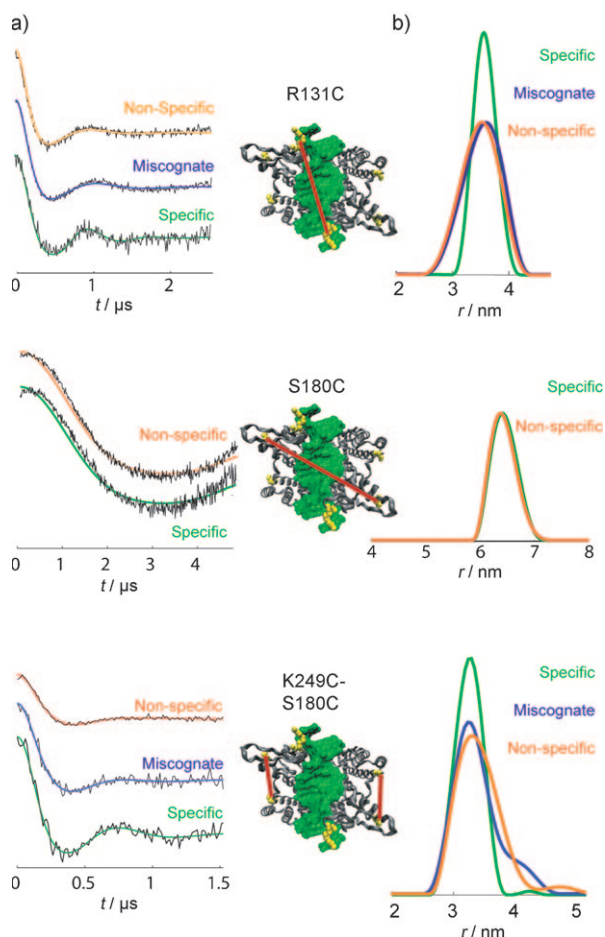 a)
b)
Non-Specific
Miscognate
Specific
0
1
2
t / µs
R131C
Specific
Miscognate
Non-specific
2
3
4
r / nm
Non-specific
Specific
0
1
2
3
4
t / µs
S180C
Specific
Non-specific
4
5
6
7
8
r / nm
Non-specific
Miscognate
Specific
0
0.5
1
1.5
t / µs
K249C-
S180C
Specific
Miscognate
Non-specific
2
3
4
5
r / nm